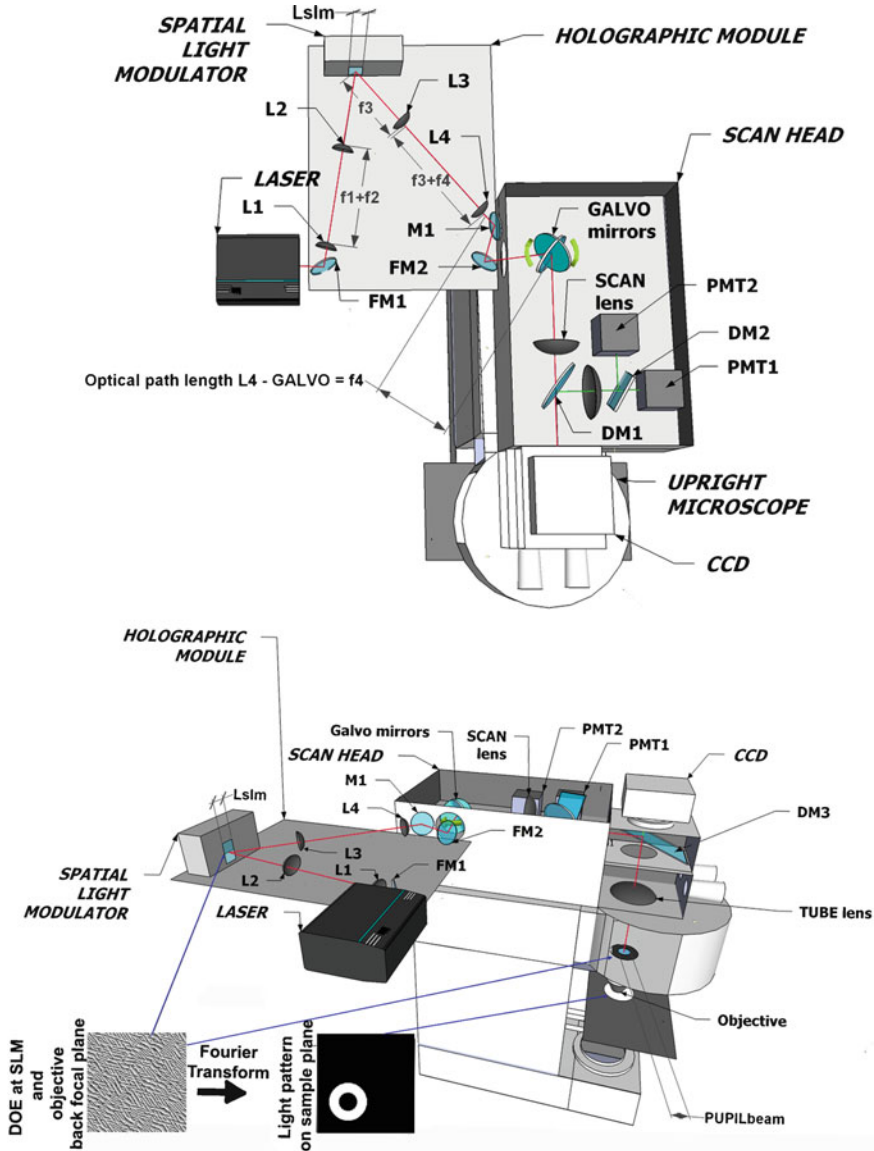 Lslm
SPATIAL
LIGHT
MODULATOR
HOLOGRAPHIC MODULE
L3
L2
f3
L4
SCAN HEAD
LASER
f3+f4
f1+f2
L1
M1
GALVO
mirrors
FM2
SCAN
lens
PMT2
FM1
DM2
PMT1
Optical path length L4 - GALVO = f4
DM1
UPRIGHT
MICROSCOPE
CCD
HOLOGRAPHIC
MODULE
Galvo mirrors
SCAN HEAD
SCAN
lens
PMT2
PMT1
CCD
M1
Lslm
L4
DM3
FM2
L3
FM1
L1
L2
SPATIAL
LIGHT
MODULATOR
LASER
TUBE lens
Objective
DOE at SLM
and
objective
back focal plane
Fourier
Transform
Light pattern
on sample plane
PUPILbeam